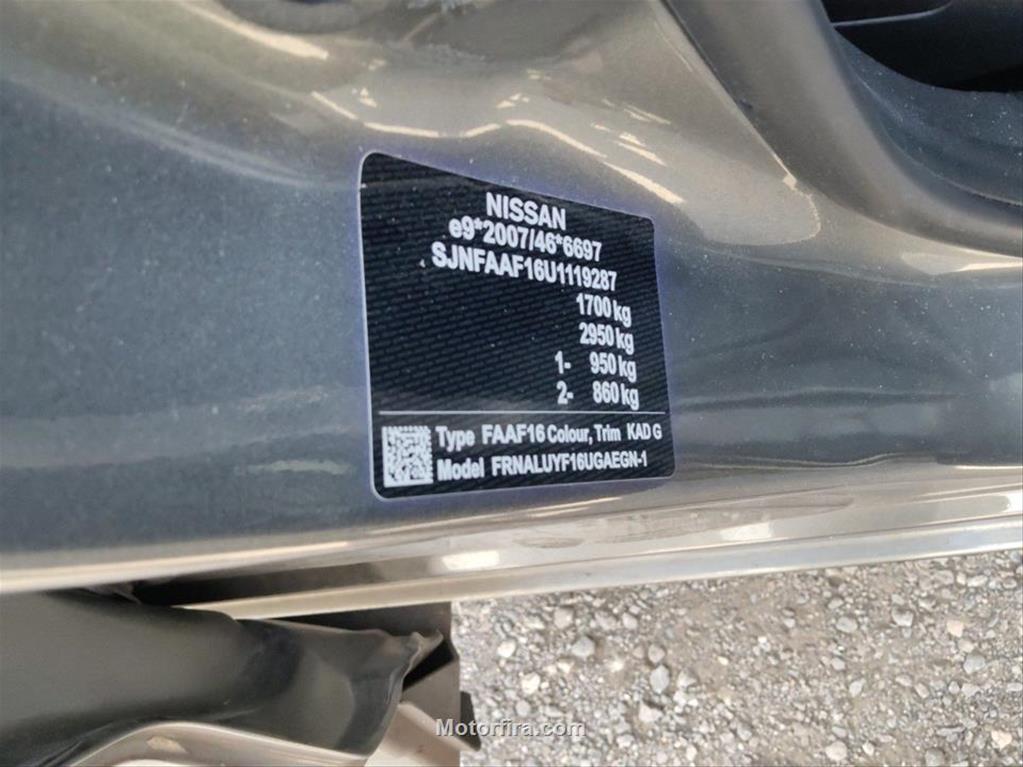 NISSAN
e9*2007/46*6697
SJNFAAF16U1119287
1700 kg
2950 kg
1- 950 kg
2- 860 kg
Type FAAF16 Colour, Trim KAD G
Model FRNALUYF16UGAEGN-1
Motorfira.com